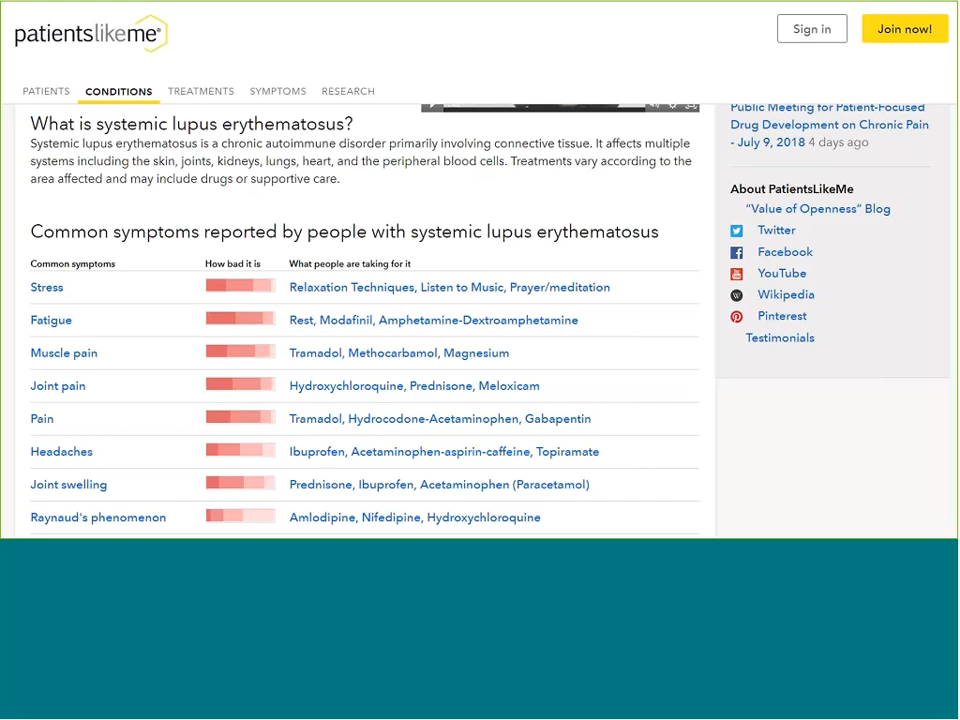 patientslikeme®
Sign in
Join now!
PATIENTS CONDITIONS TREATMENTS SYMPTOMS RESEARCH
What is systemic lupus erythematosus?
Systemic lupus erythematosus is a chronic autoimmune disorder primarily involving connective tissue. It affects multiple
systems including the skin, joints, kidneys, lungs, heart, and the peripheral blood cells. Treatments vary according to the
area affected and may include drugs or supportive care.
Common symptoms reported by people with systemic lupus erythematosus
Common symptoms How bad it is What people are taking for it
Stress Relaxation Techniques, Listen to Music, Prayer/meditation
Fatigue Rest, Modafinil, Amphetamine-Dextroamphetamine
Muscle pain Tramadol, Methocarbamol, Magnesium
Joint pain Hydroxychloroquine, Prednisone, Meloxicam
Pain Tramadol, Hydrocodone-Acetaminophen, Gabapentin
Headaches Ibuprofen, Acetaminophen-aspirin-caffeine, Topiramate
Joint swelling Prednisone, Ibuprofen, Acetaminophen (Paracetamol)
Raynaud's phenomenon Amlodipine, Nifedipine, Hydroxychloroquine
Public Meeting for Patient-Focused
Drug Development on Chronic Pain
- July 9, 2018 4 days ago
About PatientsLikeMe
“Value of Openness” Blog
Twitter
Facebook
YouTube
Wikipedia
Pinterest
Testimonials